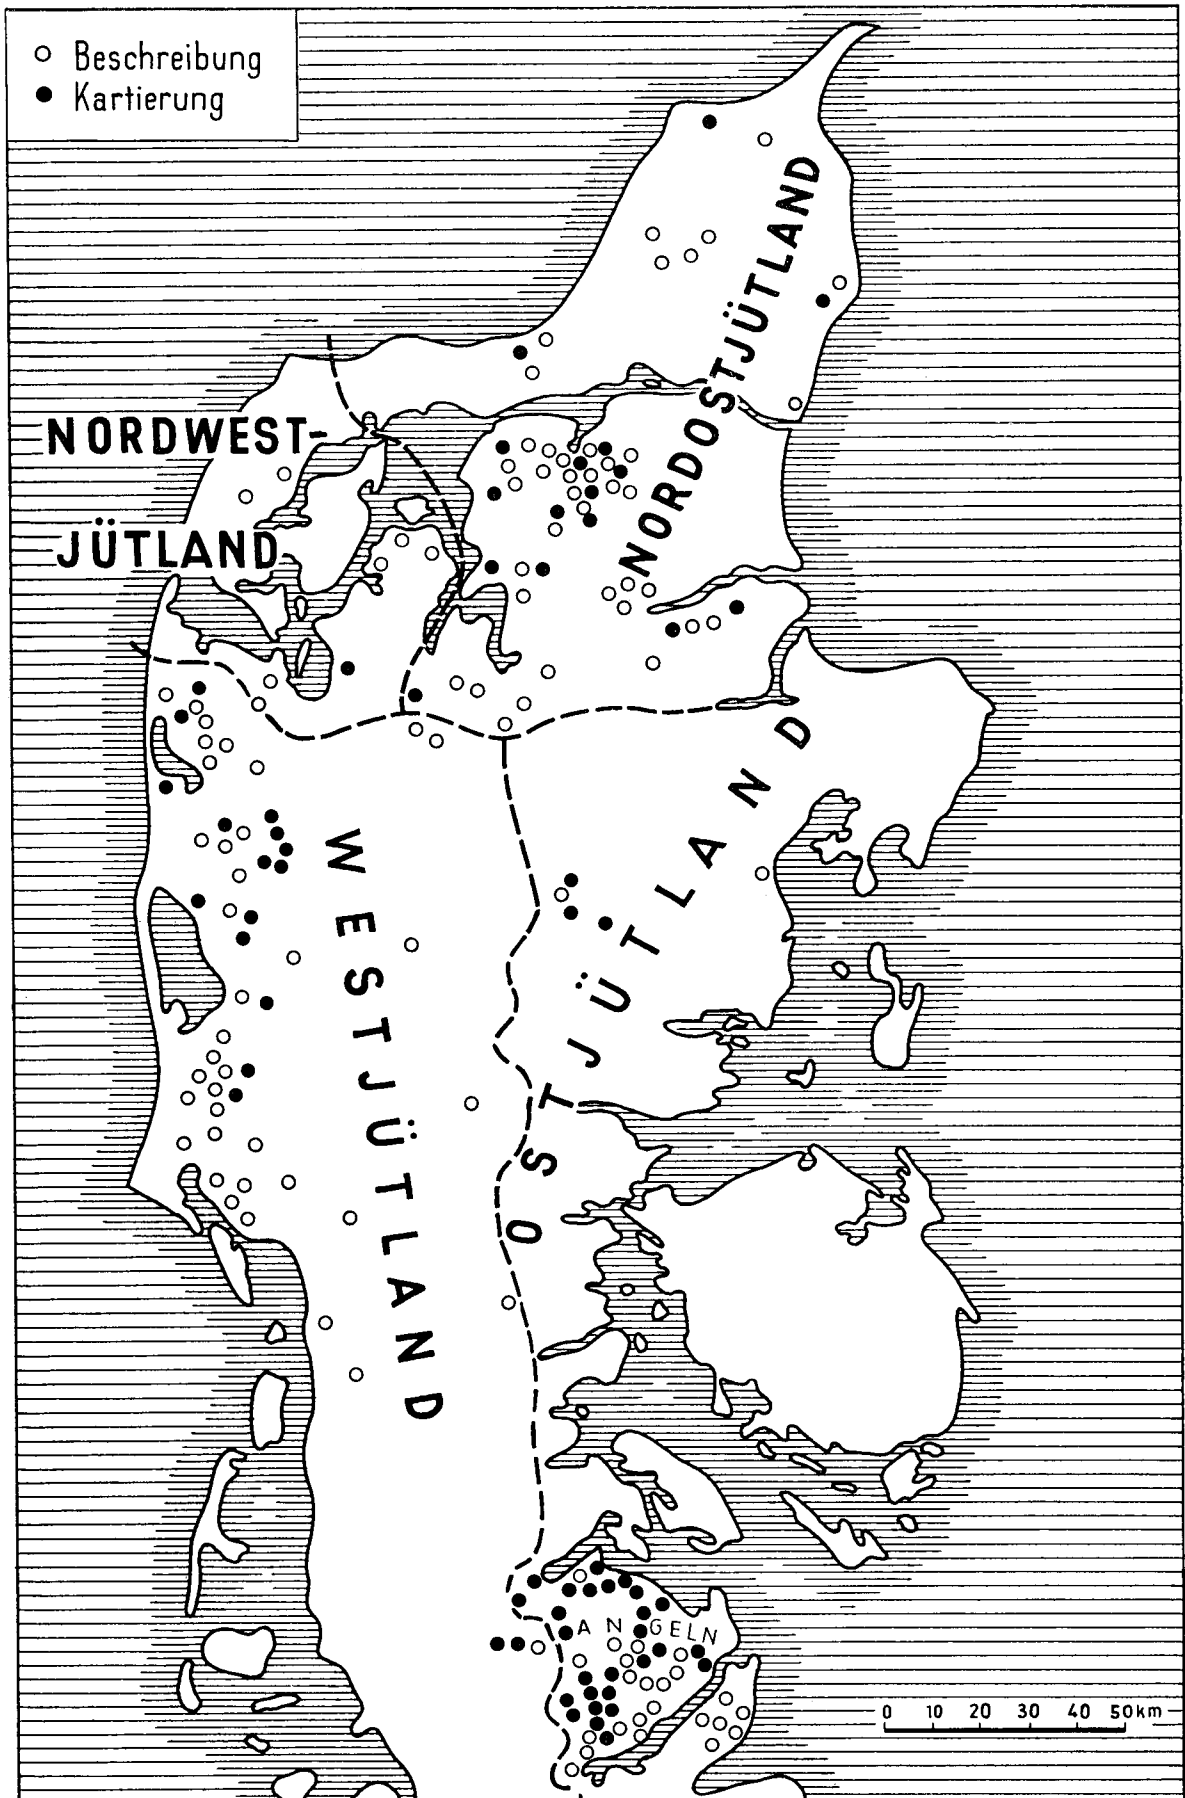 Beschreibung
Kartierung
NORDOSTJÜTLAND
NORDWEST-
JÜTLAND
WESTJÜTLAND
OSTJÜTLAND
ANGELN
0 10 20 30 40 50km